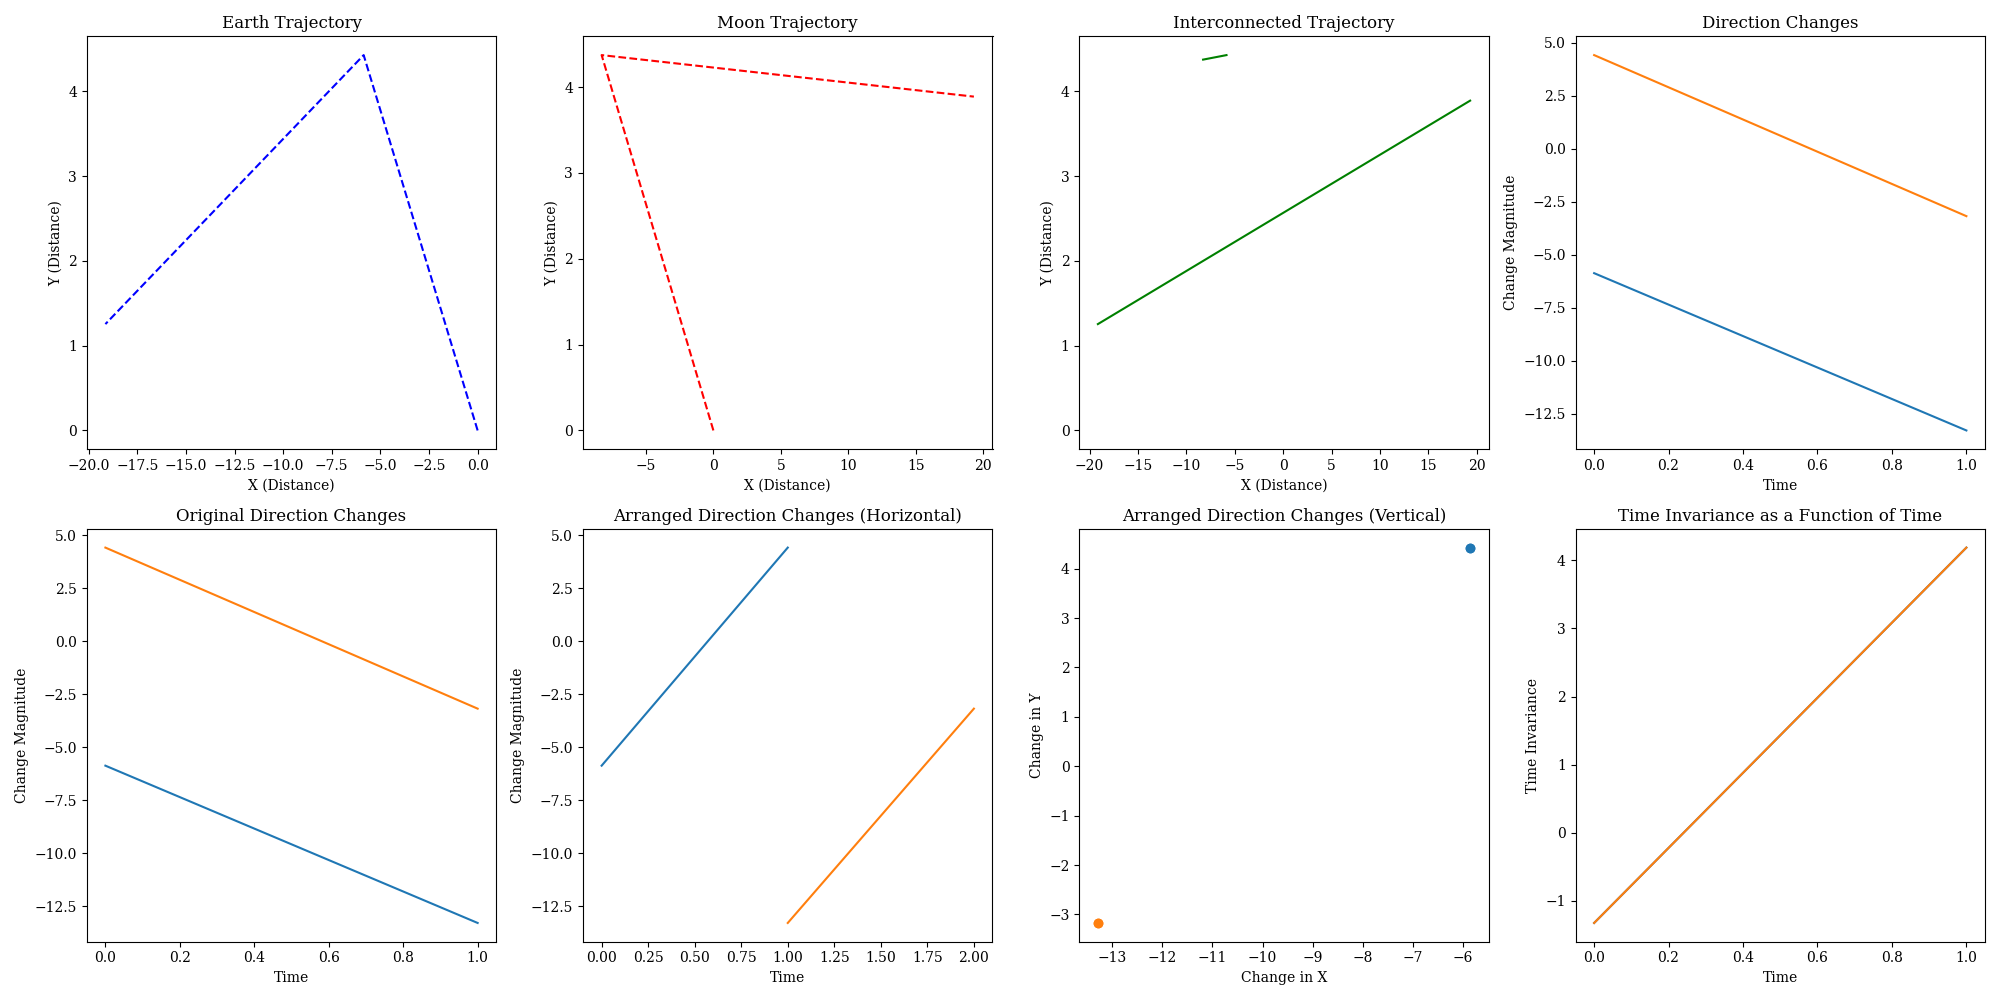 Earth Trajectory
Y (Distance)
4
3
2
1
0
−20.0 −17.5 −15.0 −12.5 −10.0 −7.5 −5.0 −2.5 0.0
X (Distance)
Moon Trajectory
Y (Distance)
4
3
2
1
0
−5 0 5 10 15 20
X (Distance)
Interconnected Trajectory
Y (Distance)
4
3
2
1
0
−20 −15 −10 −5 0 5 10 15 20
X (Distance)
Direction Changes
Change Magnitude
5.0
2.5
0.0
−2.5
−5.0
−7.5
−10.0
−12.5
0.0 0.2 0.4 0.6 0.8 1.0
Time
Original Direction Changes
Change Magnitude
5.0
2.5
0.0
−2.5
−5.0
−7.5
−10.0
−12.5
0.0 0.2 0.4 0.6 0.8 1.0
Time
Arranged Direction Changes (Horizontal)
Change Magnitude
5.0
2.5
0.0
−2.5
−5.0
−7.5
−10.0
−12.5
0.00 0.25 0.50 0.75 1.00 1.25 1.50 1.75 2.00
Time
Arranged Direction Changes (Vertical)
Change in Y
4
3
2
1
0
−1
−2
−3
−13 −12 −11 −10 −9 −8 −7 −6
Change in X
Time Invariance as a Function of Time
Time Invariance
4
3
2
1
0
−1
0.0 0.2 0.4 0.6 0.8 1.0
Time